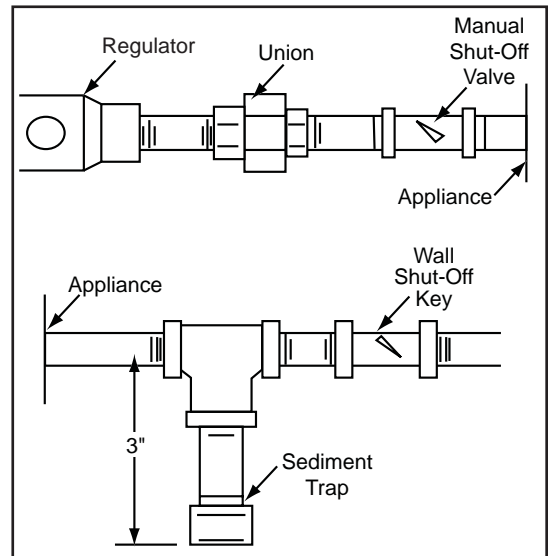 Regulator
Union
Manual
Shut-Off
Valve
Appliance
Appliance
Wall
Shut-Off
Key
3"
Sediment
Trap